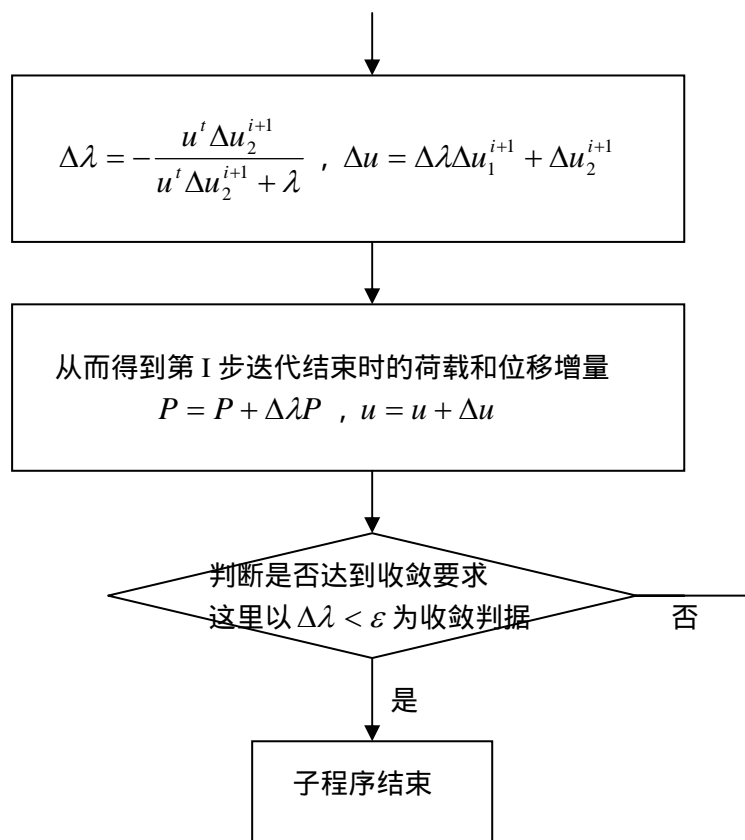 Δλ = − u^t Δu_2^{i+1} / (u^t Δu_2^{i+1} + λ) ，Δu = ΔλΔu_1^{i+1} + Δu_2^{i+1}
从而得到第 I 步迭代结束时的荷载和位移增量
P = P + ΔλP ，u = u + Δu
判断是否达到收敛要求
这里以 Δλ < ε 为收敛判据
否
是
子程序结束